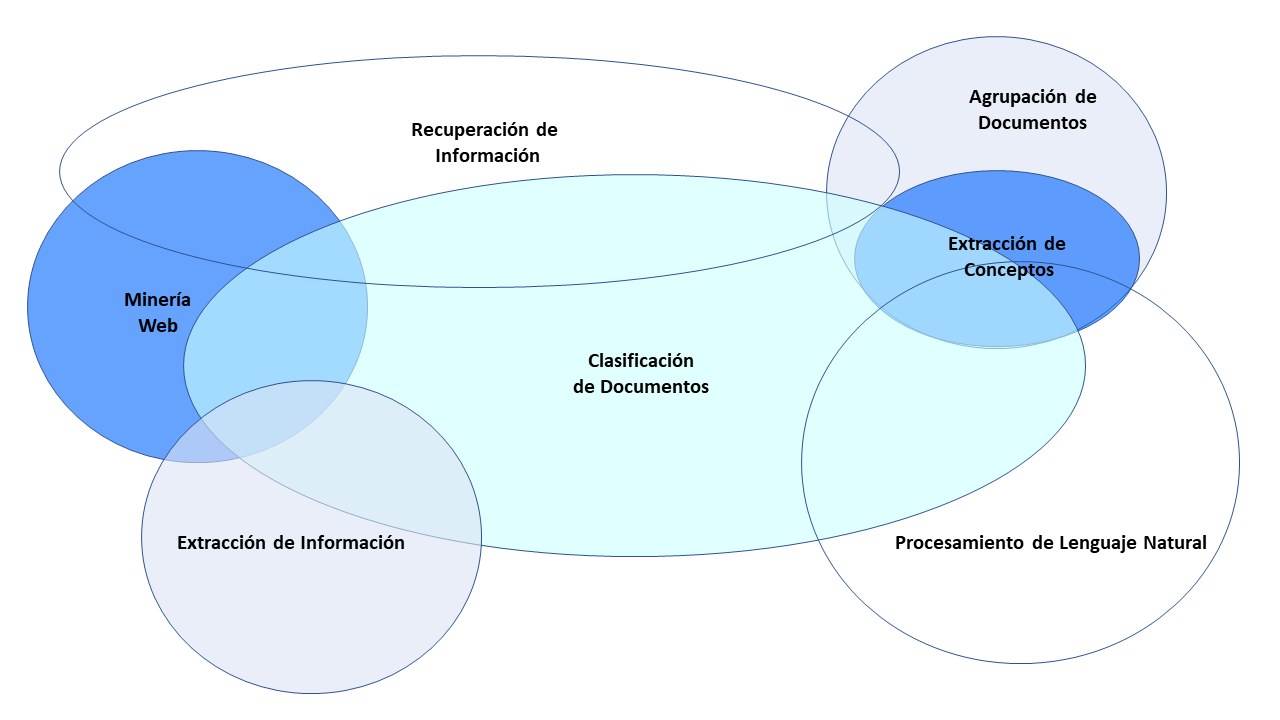 Agrupación de
Documentos
Recuperación de
Información
Extracción de
Conceptos
Minería
Web
Clasificación
de Documentos
Extracción de Información
Procesamiento de Lenguaje Natural